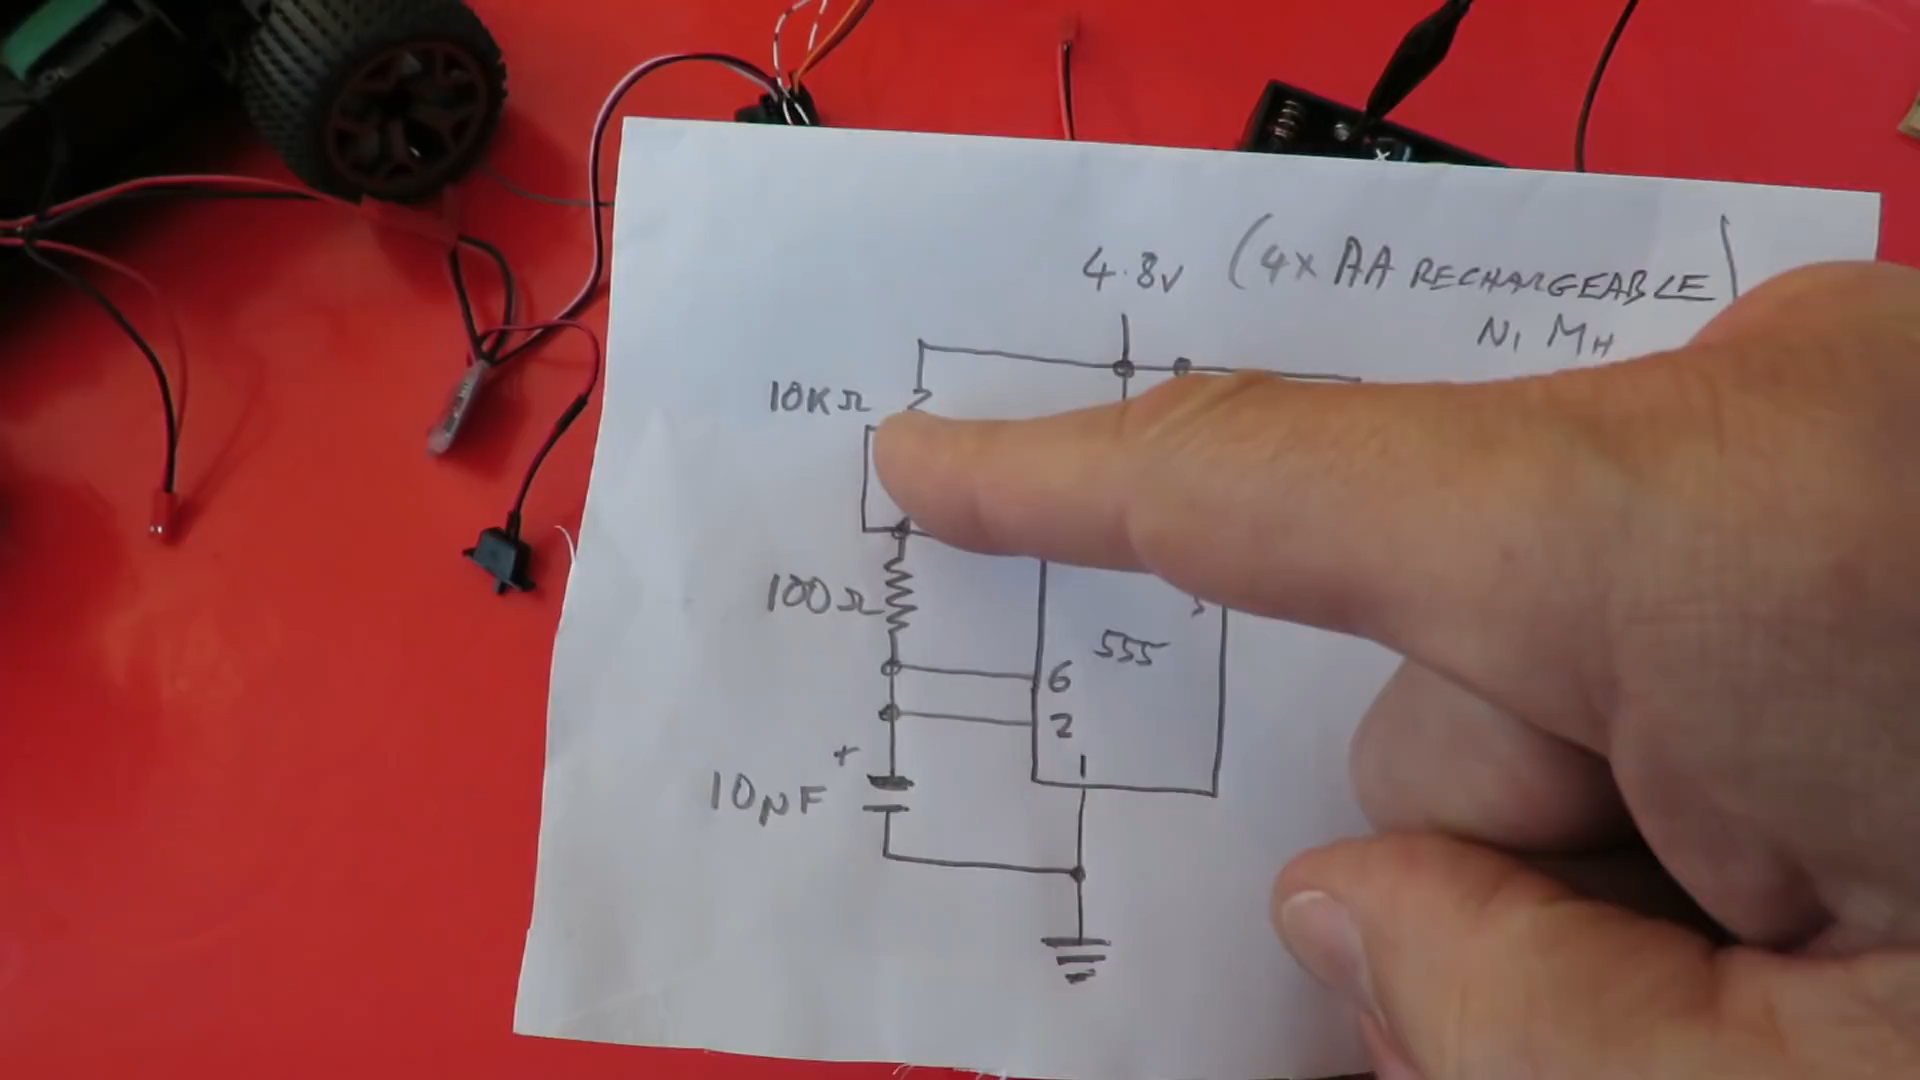 4.8V (4x AA RECHARGEABLE)
Ni MH
10KΩ
100Ω
555
6
2
+
1
10µF